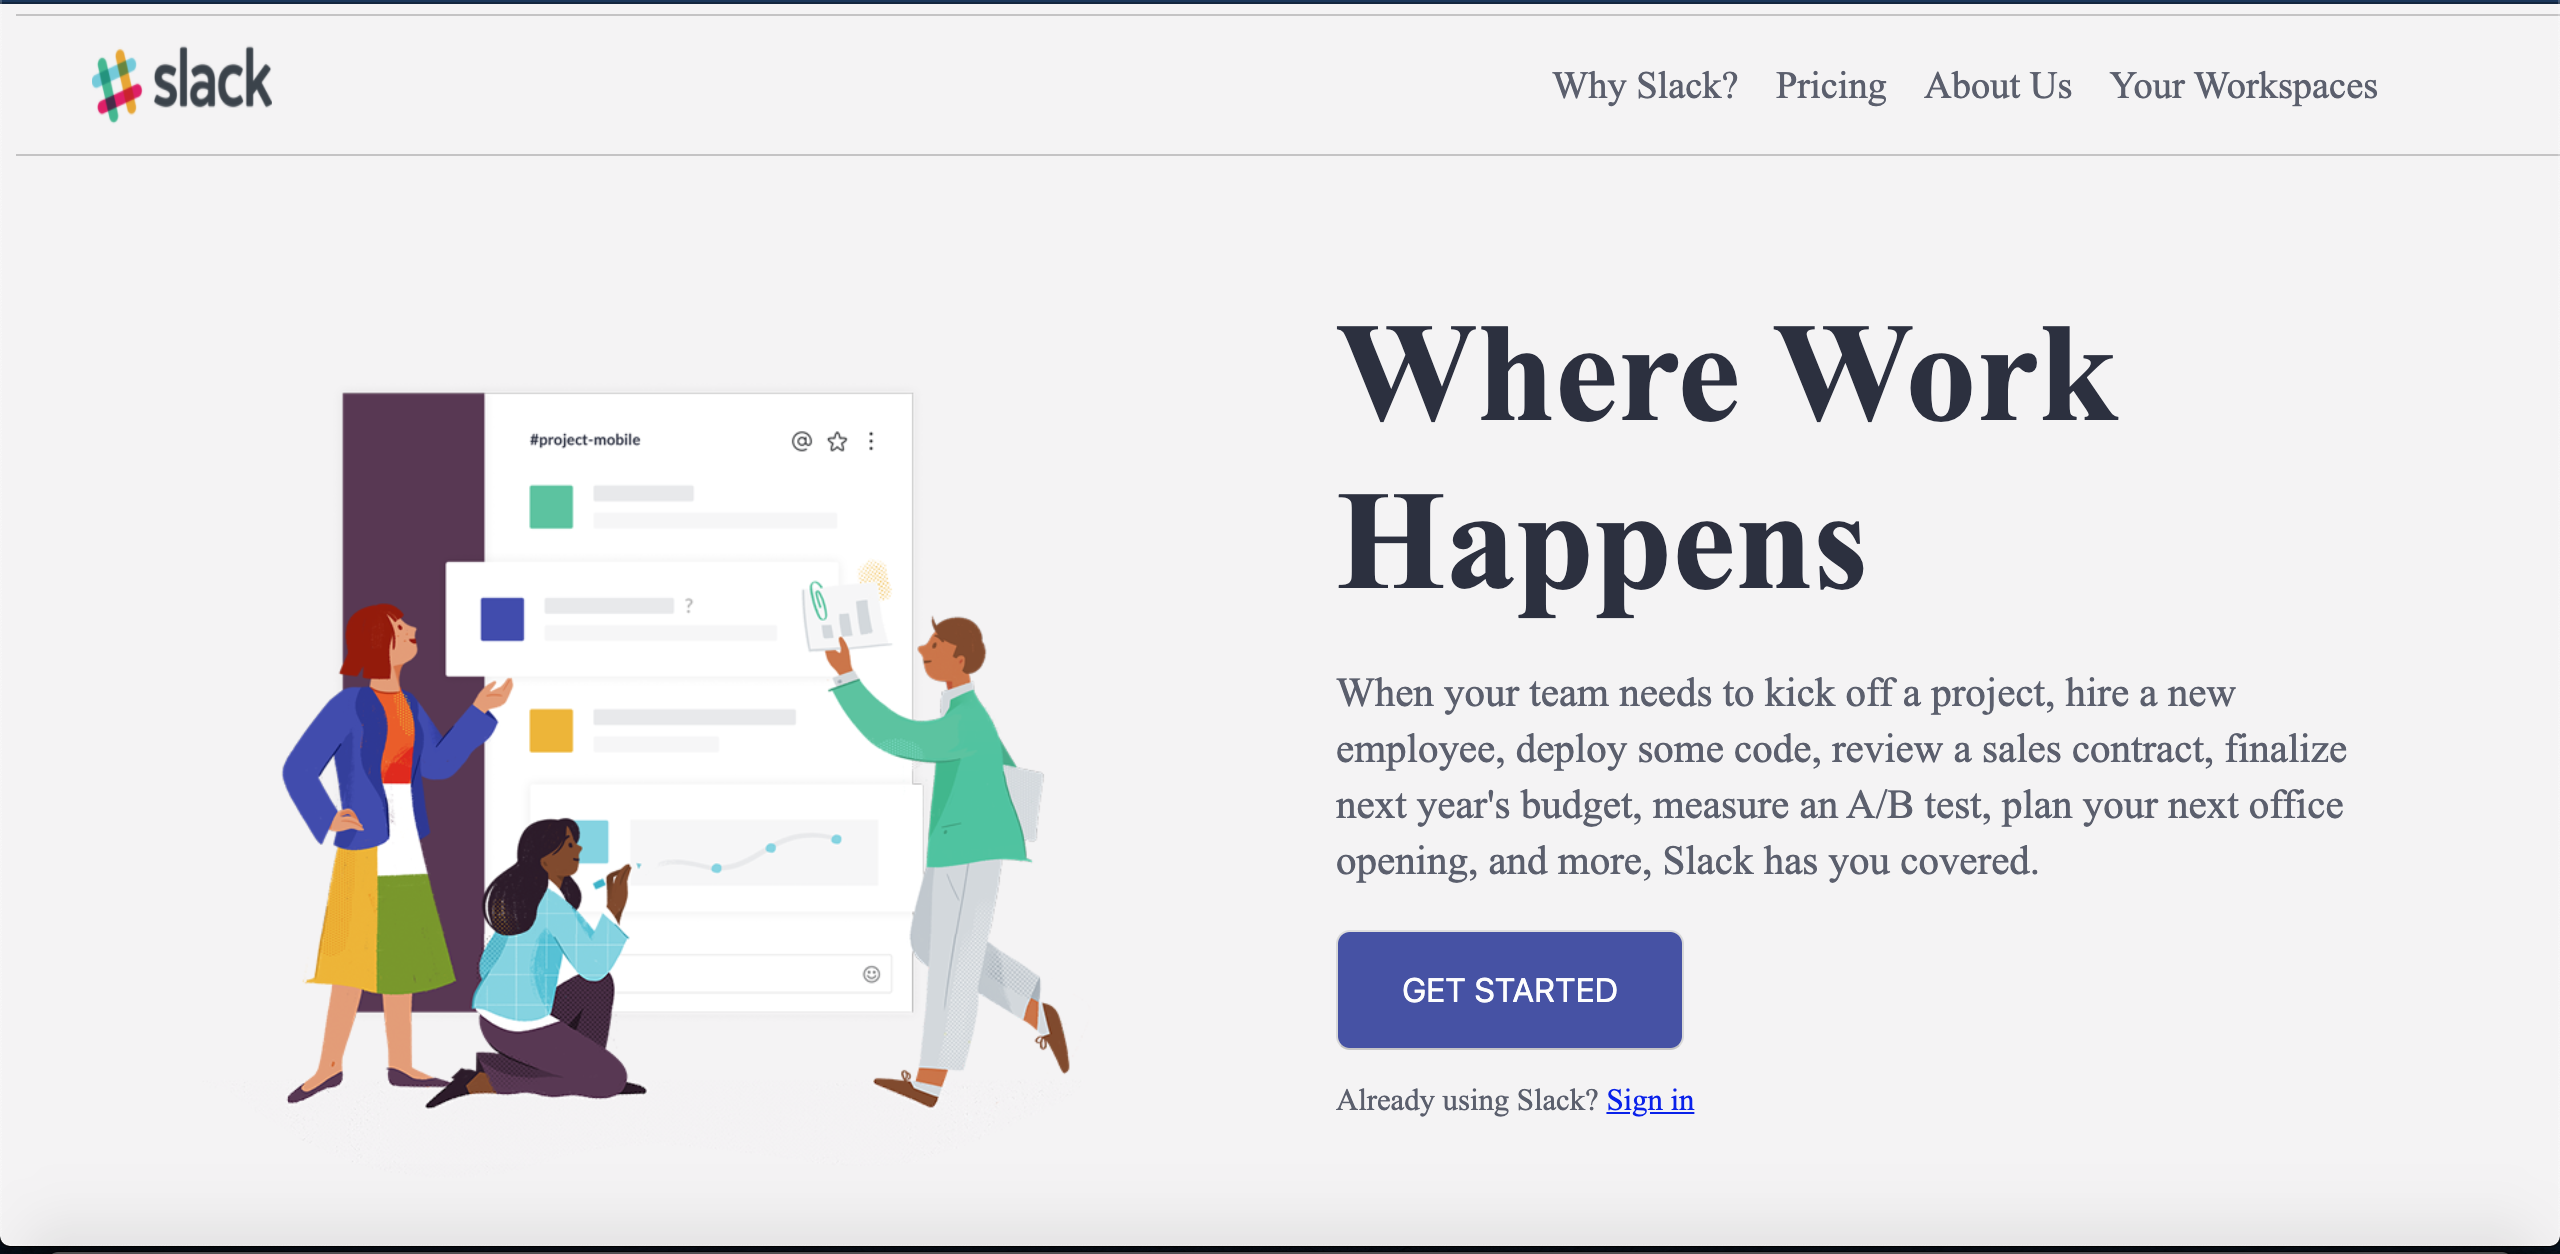 slack
Why Slack? Pricing About Us Your Workspaces
Where Work
Happens
#project-mobile
?
When your team needs to kick off a project, hire a new
employee, deploy some code, review a sales contract, finalize
next year's budget, measure an A/B test, plan your next office
opening, and more, Slack has you covered.
GET STARTED
Already using Slack? Sign in